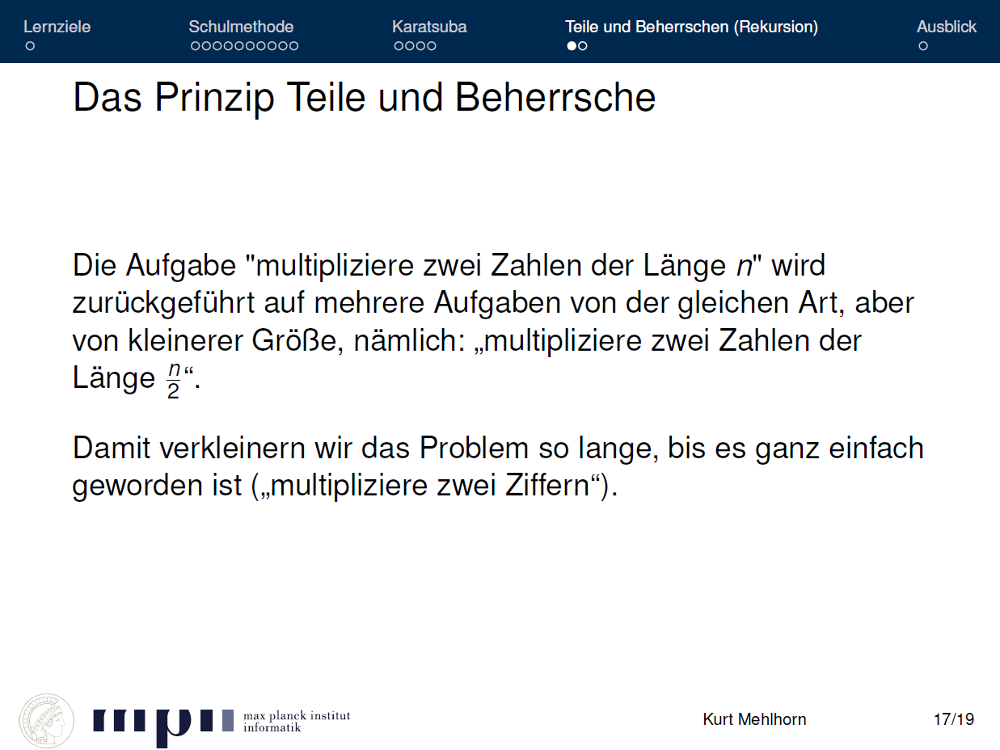 Lernziele
Schulmethode
Karatsuba
Teile und Beherrschen (Rekursion)
Ausblick
Das Prinzip Teile und Beherrsche
Die Aufgabe "multipliziere zwei Zahlen der Länge n" wird
zurückgeführt auf mehrere Aufgaben von der gleichen Art, aber
von kleinerer Größe, nämlich: „multipliziere zwei Zahlen der
Länge n/2“.
Damit verkleinern wir das Problem so lange, bis es ganz einfach
geworden ist („multipliziere zwei Ziffern“).
max planck institut
informatik
Kurt Mehlhorn
17/19